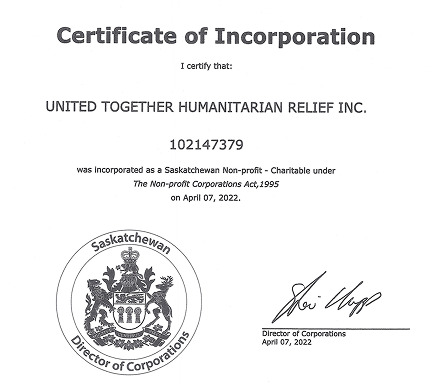 Certificate of Incorporation
I certify that:
UNITED TOGETHER HUMANITARIAN RELIEF INC.
102147379
was incorporated as a Saskatchewan Non-profit - Charitable under
The Non-profit Corporations Act,1995
on April 07, 2022.
Saskatchewan
Director of Corporations
Director of Corporations
April 07, 2022